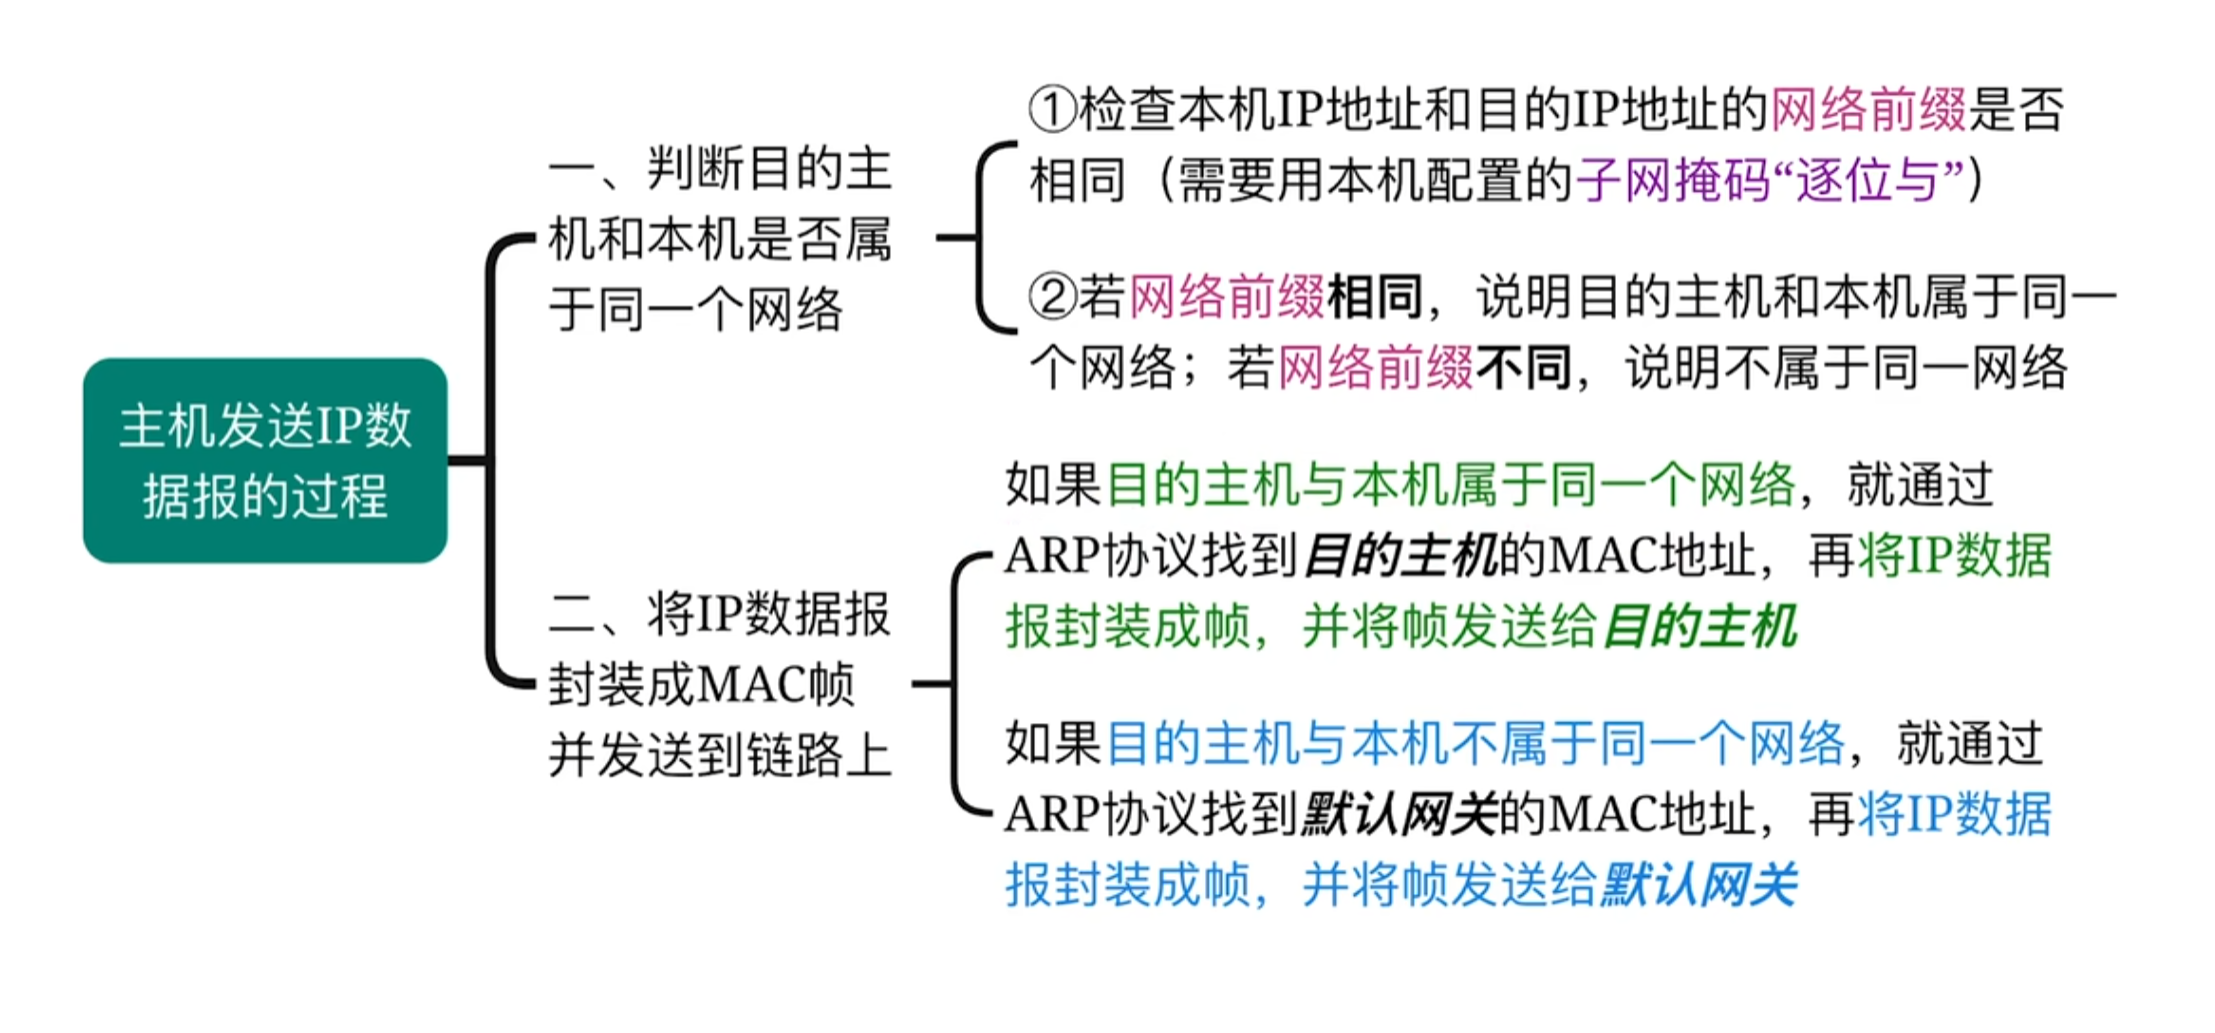 主机发送IP数
据报的过程
一、判断目的主
机和本机是否属
于同一个网络
①检查本机IP地址和目的IP地址的网络前缀是否
相同（需要用本机配置的子网掩码“逐位与”）
②若网络前缀相同，说明目的主机和本机属于同一
个网络；若网络前缀不同，说明不属于同一网络
二、将IP数据报
封装成MAC帧
并发送到链路上
如果目的主机与本机属于同一个网络，就通过
ARP协议找到目的主机的MAC地址，再将IP数据
报封装成帧，并将帧发送给目的主机
如果目的主机与本机不属于同一个网络，就通过
ARP协议找到默认网关的MAC地址，再将IP数据
报封装成帧，并将帧发送给默认网关